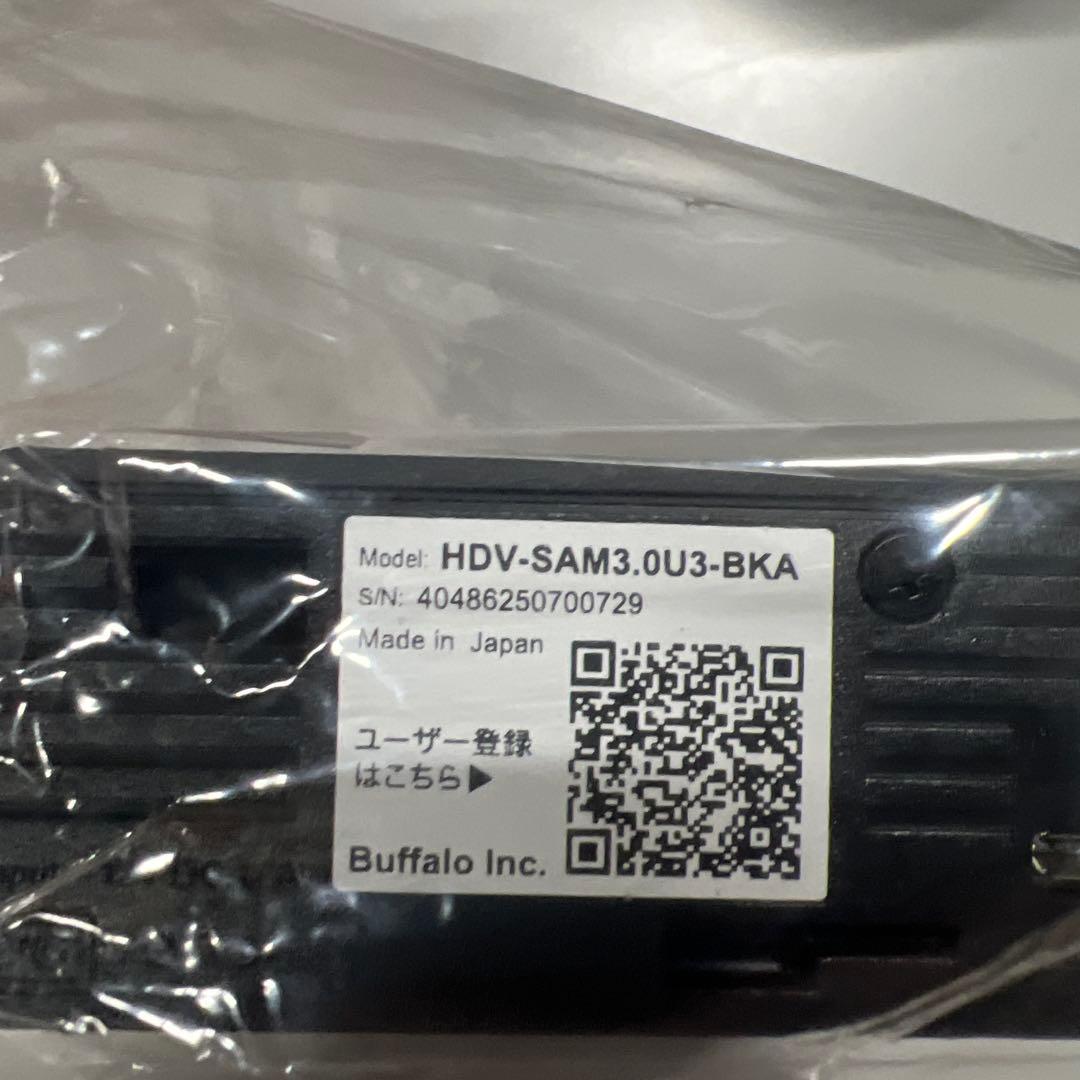 Model: HDV-SAM3.0U3-BKA
S/N: 40486250700729
Made in Japan
ユーザー登録
はこちら▶
Buffalo Inc.